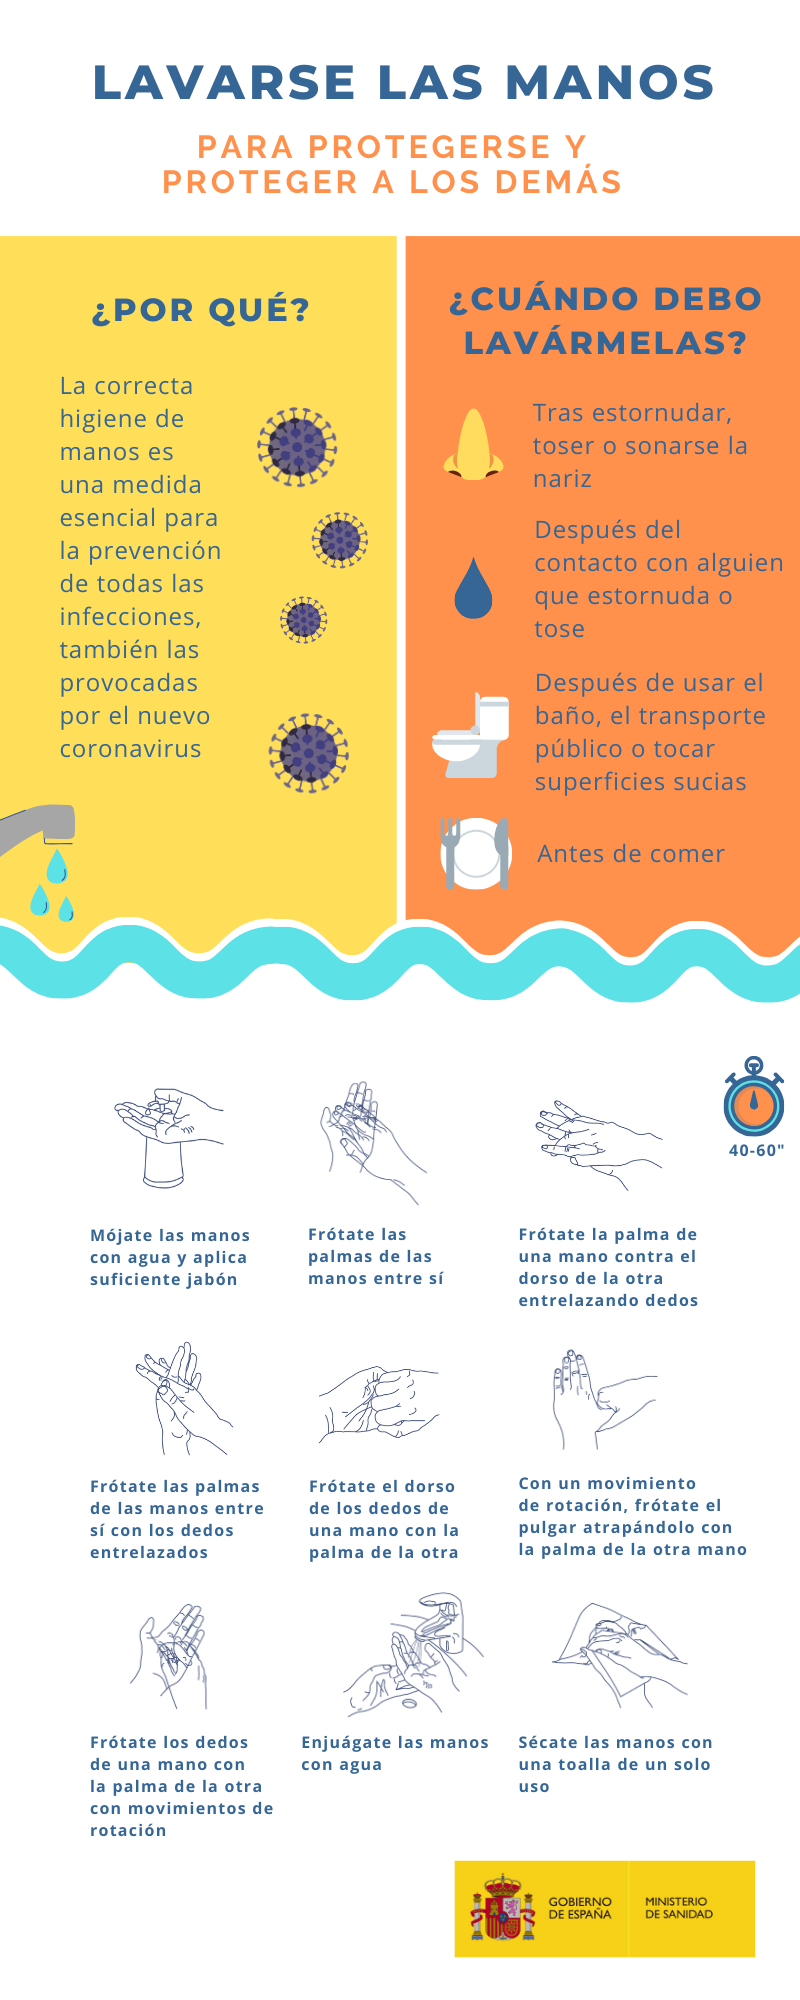 LAVARSE LAS MANOS
PARA PROTEGERSE Y
PROTEGER A LOS DEMÁS
¿POR QUÉ?
La correcta
higiene de
manos es
una medida
esencial para
la prevención
de todas las
infecciones,
también las
provocadas
por el nuevo
coronavirus
¿CUÁNDO DEBO
LAVÁRMELAS?
Tras estornudar,
toser o sonarse la
nariz
Después del
contacto con alguien
que estornuda o
tose
Después de usar el
baño, el transporte
público o tocar
superficies sucias
Antes de comer
40-60"
Mójate las manos
con agua y aplica
suficiente jabón
Frótate las
palmas de las
manos entre sí
Frótate la palma de
una mano contra el
dorso de la otra
entrelazando dedos
Frótate las palmas
de las manos entre
sí con los dedos
entrelazados
Frótate el dorso
de los dedos de
una mano con la
palma de la otra
Con un movimiento
de rotación, frótate el
pulgar atrapándolo con
la palma de la otra mano
Frótate los dedos
de una mano con
la palma de la otra
con movimientos de
rotación
Enjuágate las manos
con agua
Sécate las manos con
una toalla de un solo
uso
GOBIERNO
DE ESPAÑA
MINISTERIO
DE SANIDAD